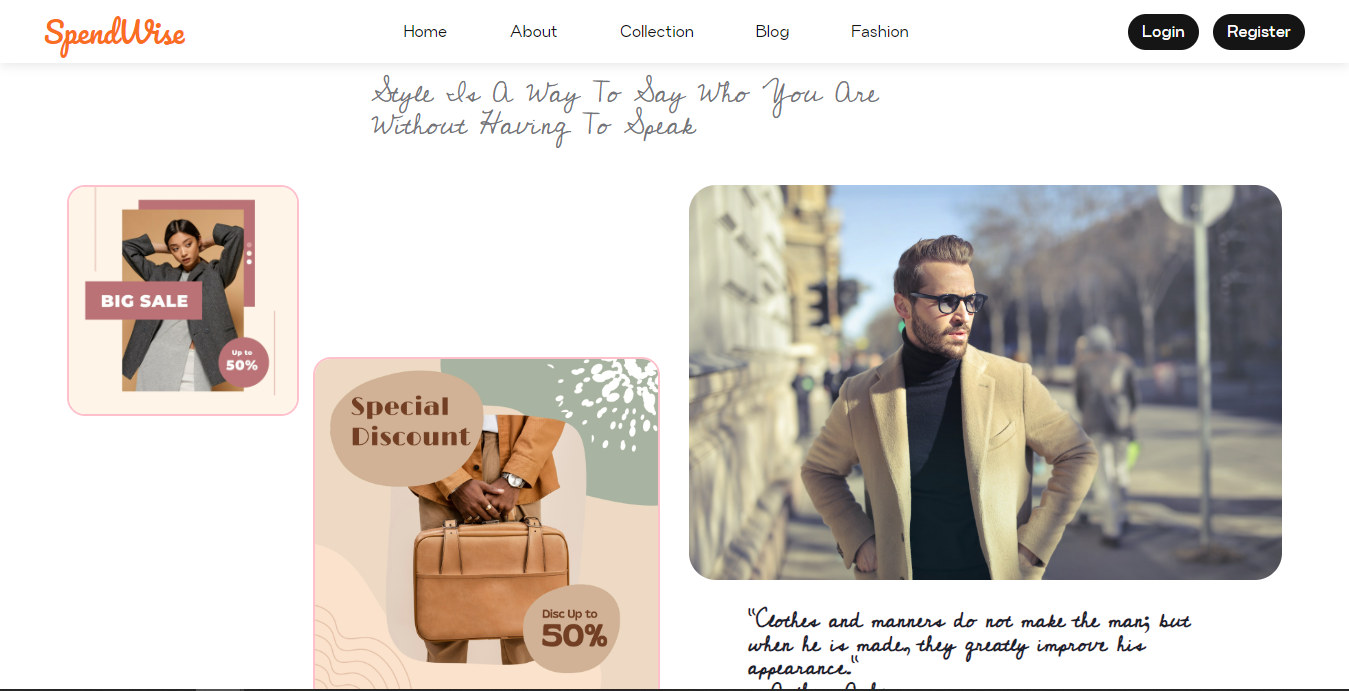 SpendWise
Home
About
Collection
Blog
Fashion
Login
Register
Style Is A Way To Say Who You Are
Without Having To Speak
BIG SALE
Up to
50%
Special
Discount
Disc Up to
50%
"Clothes and manners do not make the man; but
when he is made, they greatly improve his
appearance."